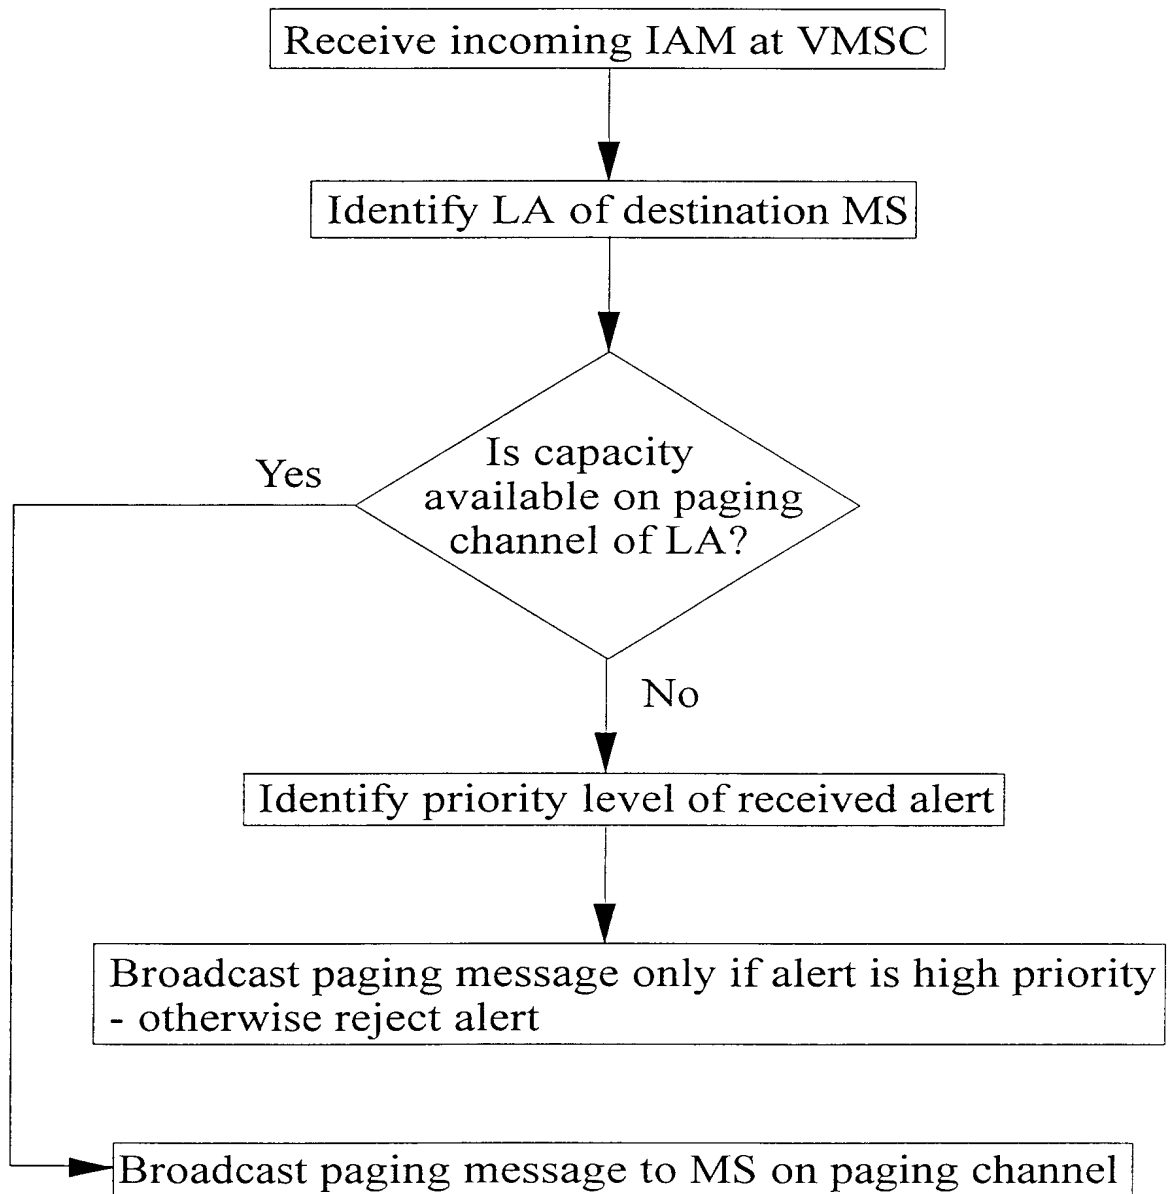 Receive incoming IAM at VMSC
Identify LA of destination MS
Is capacity
available on paging
channel of LA?
Yes
No
Identify priority level of received alert
Broadcast paging message only if alert is high priority
- otherwise reject alert
Broadcast paging message to MS on paging channel